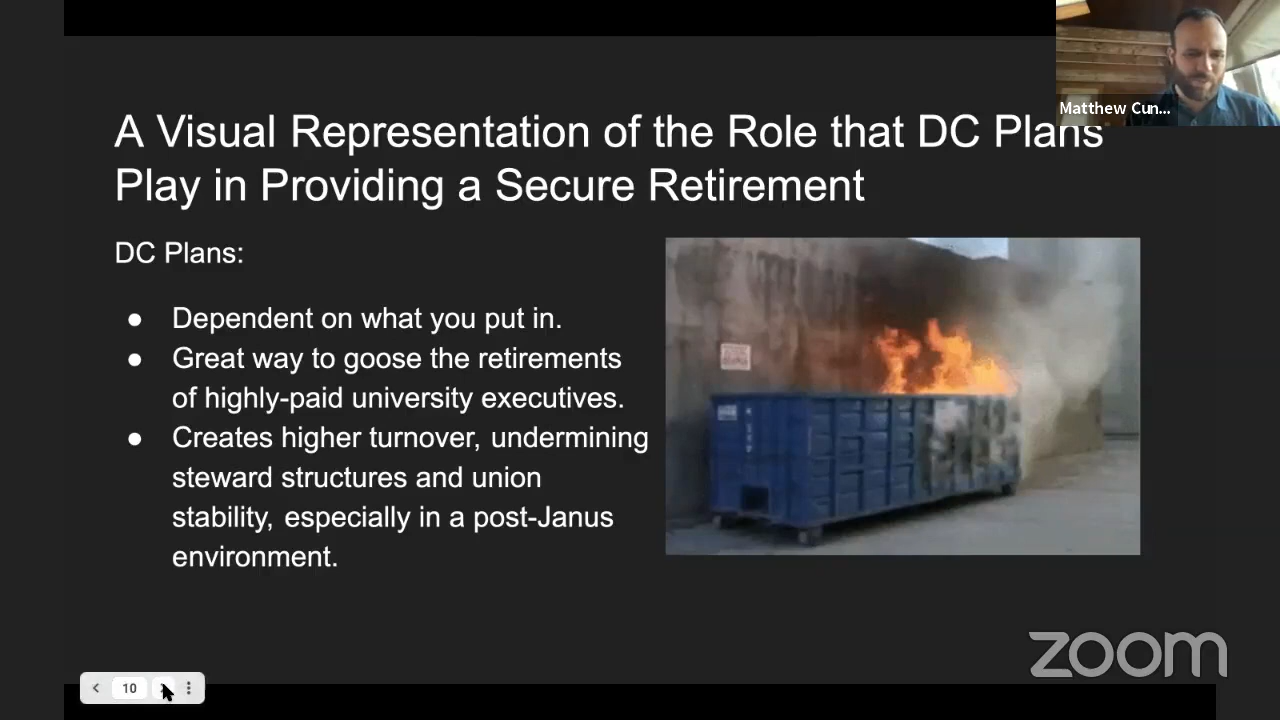 Matthew Cun...
A Visual Representation of the Role that DC Plans
Play in Providing a Secure Retirement
DC Plans:
● Dependent on what you put in.
● Great way to goose the retirements
of highly-paid university executives.
● Creates higher turnover, undermining
steward structures and union
stability, especially in a post-Janus
environment.
zoom
10